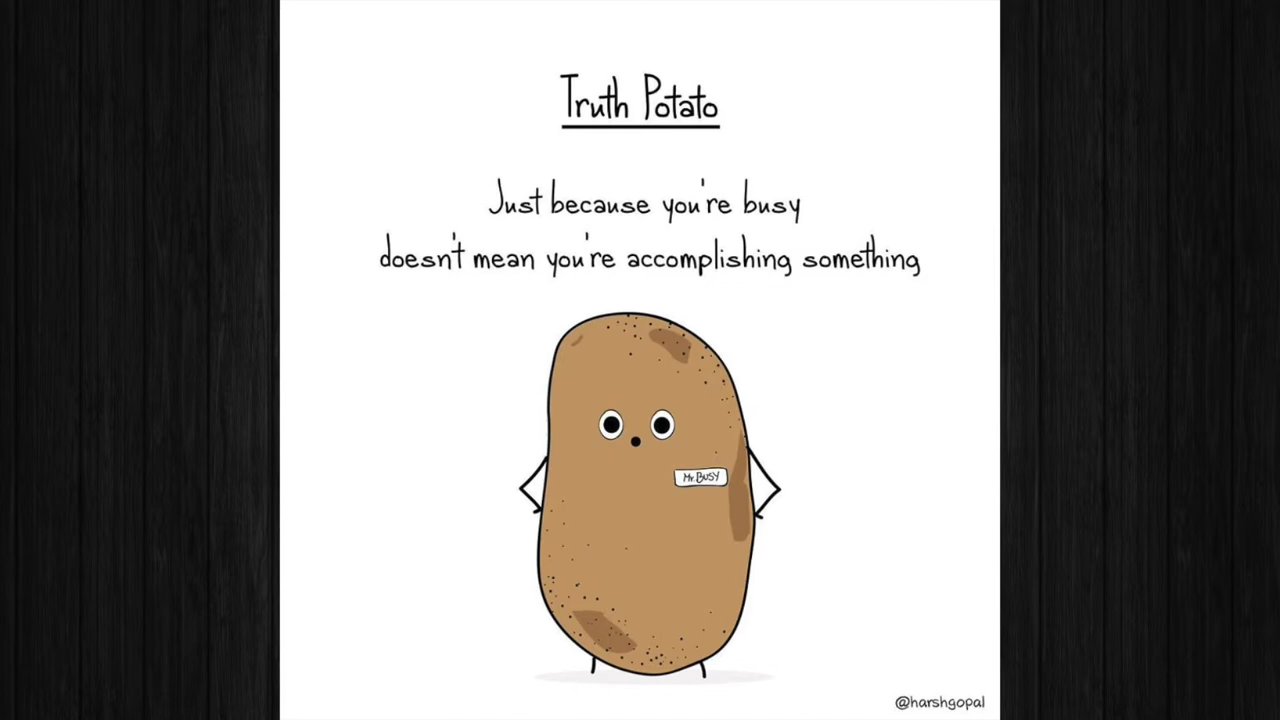 Truth Potato
Just because you're busy
doesn't mean you're accomplishing something
Mr. BUSY
@harshgopal